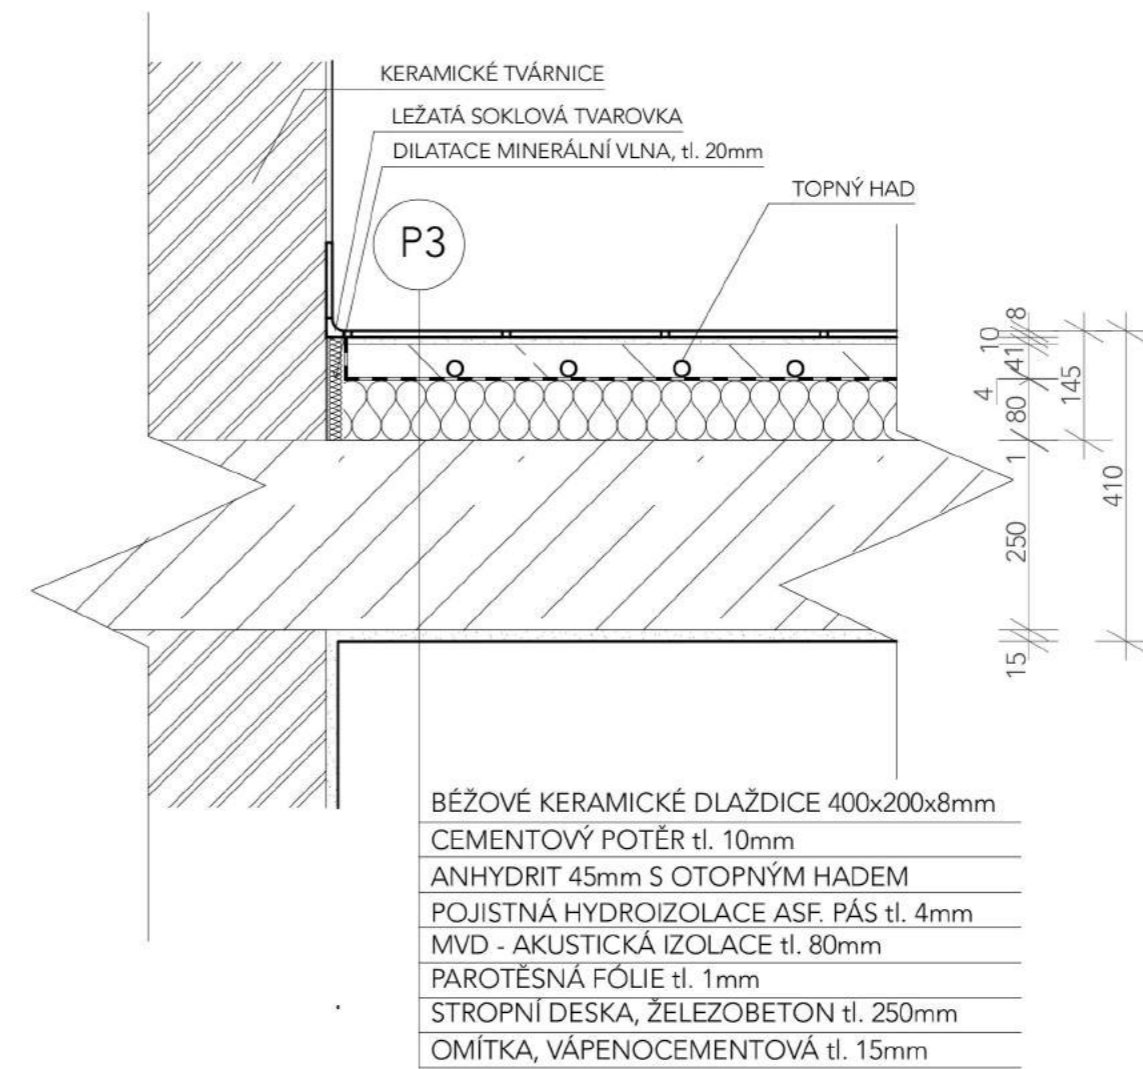 KERAMICKÉ TVÁRNICE
LEŽATÁ SOKLOVÁ TVAROVKA
DILATACE MINERÁLNÍ VLNA, tl. 20mm
TOPNÝ HAD
P3
8
10
41
4
80
145
1
410
250
15
BÉŽOVÉ KERAMICKÉ DLAŽDICE 400x200x8mm
CEMENTOVÝ POTĚR tl. 10mm
ANHYDRIT 45mm S OTOPNÝM HADEM
POJISTNÁ HYDROIZOLACE ASF. PÁS tl. 4mm
MVD - AKUSTICKÁ IZOLACE tl. 80mm
PAROTĚSNÁ FÓLIE tl. 1mm
STROPNÍ DESKA, ŽELEZOBETON tl. 250mm
OMÍTKA, VÁPENOCEMENTOVÁ tl. 15mm